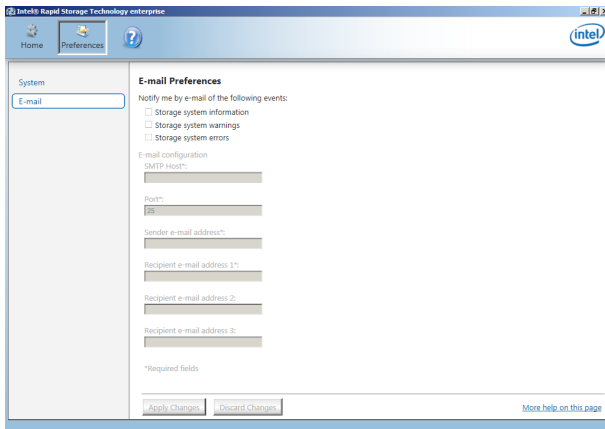 Intel® Rapid Storage Technology enterprise
Home
Preferences
?
intel
System
E-mail
E-mail Preferences
Notify me by e-mail of the following events:
Storage system information
Storage system warnings
Storage system errors
E-mail configuration
SMTP Host*:
Port*:
25
Sender e-mail address*:
Recipient e-mail address 1*:
Recipient e-mail address 2:
Recipient e-mail address 3:
*Required fields
Apply Changes
Discard Changes
More help on this page